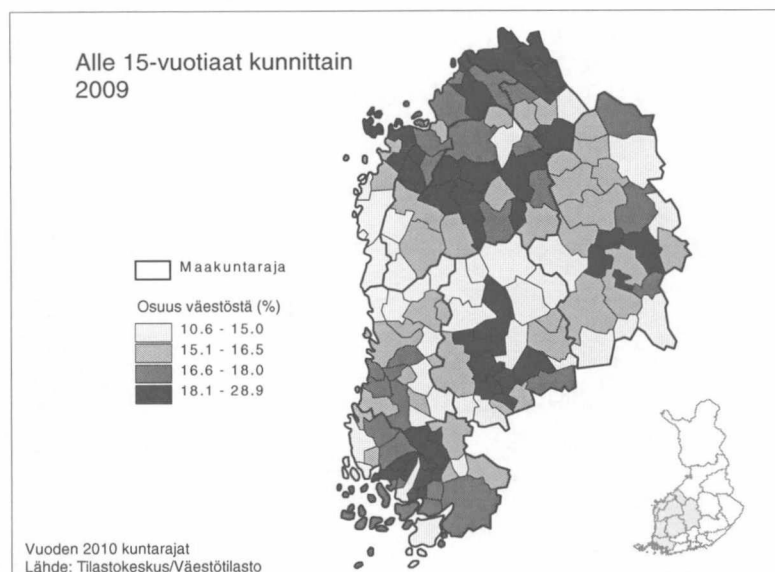 Alle 15-vuotiaat kunnittain
2009
Maakuntaraja
Osuus väestöstä (%)
10.6 - 15.0
15.1 - 16.5
16.6 - 18.0
18.1 - 28.9
Vuoden 2010 kuntarajat
Lähde: Tilastokeskus/Väestötilasto